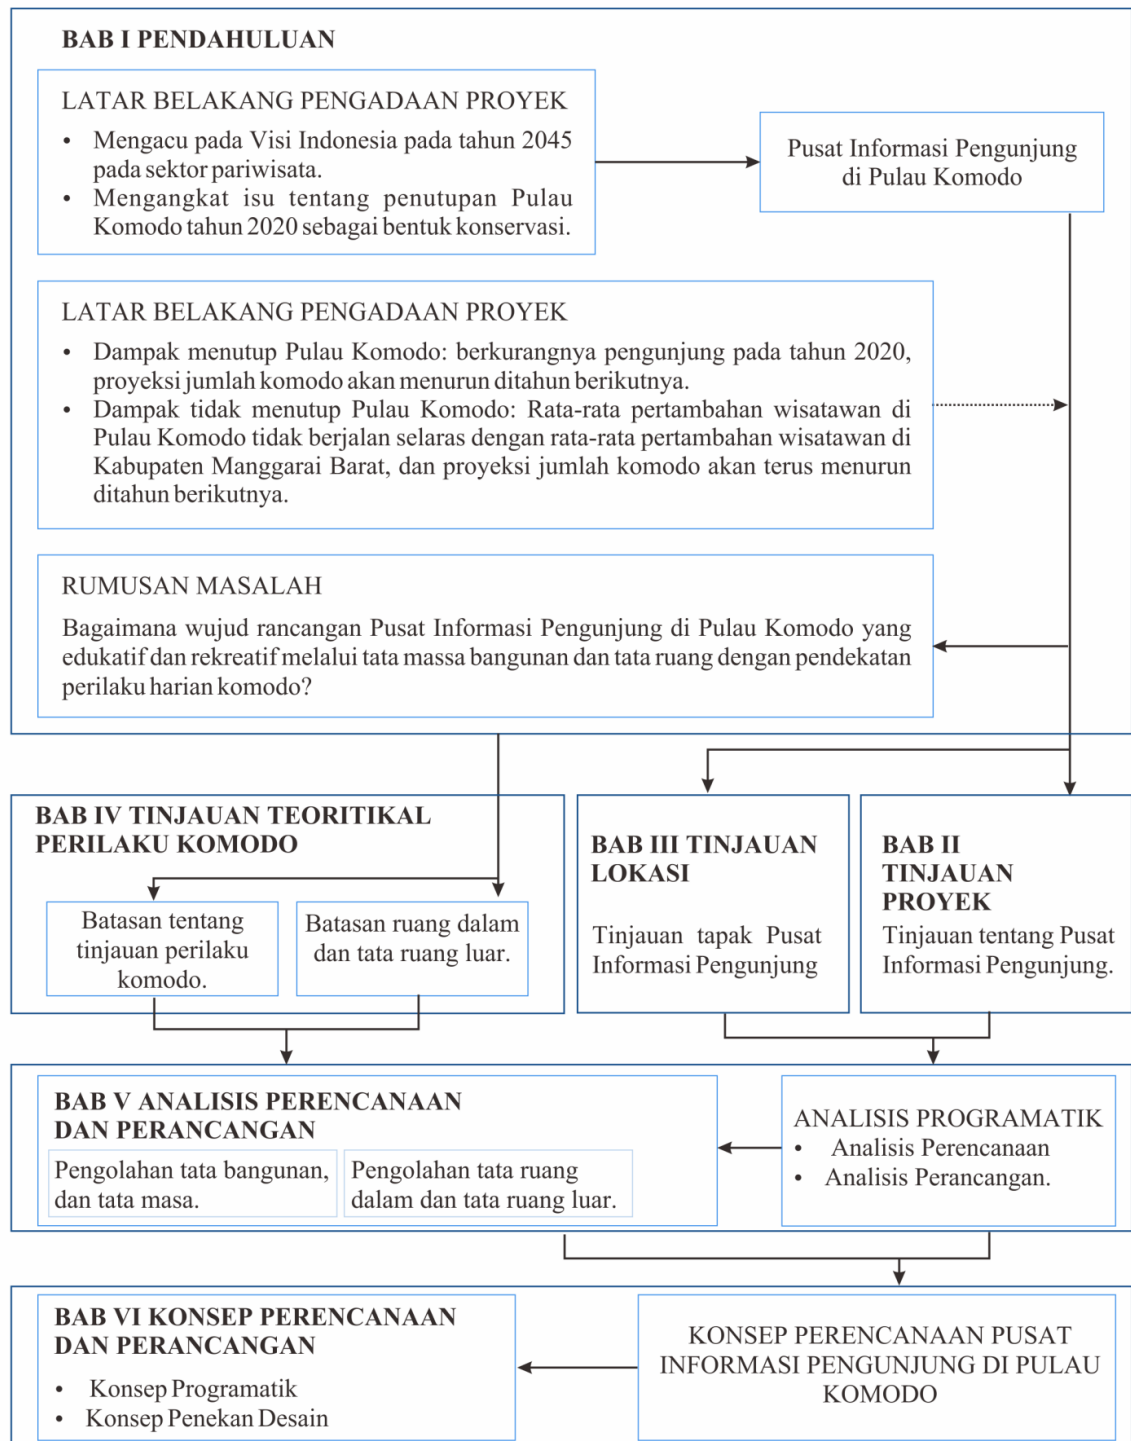 BAB I PENDAHULUAN
LATAR BELAKANG PENGADAAN PROYEK
• Mengacu pada Visi Indonesia pada tahun 2045
pada sektor pariwisata.
• Mengangkat isu tentang penutupan Pulau
Komodo tahun 2020 sebagai bentuk konservasi.
Pusat Informasi Pengunjung
di Pulau Komodo
LATAR BELAKANG PENGADAAN PROYEK
• Dampak menutup Pulau Komodo: berkurangnya pengunjung pada tahun 2020,
proyeksi jumlah komodo akan menurun ditahun berikutnya.
• Dampak tidak menutup Pulau Komodo: Rata-rata pertambahan wisatawan di
Pulau Komodo tidak berjalan selaras dengan rata-rata pertambahan wisatawan di
Kabupaten Manggarai Barat, dan proyeksi jumlah komodo akan terus menurun
ditahun berikutnya.
RUMUSAN MASALAH
Bagaimana wujud rancangan Pusat Informasi Pengunjung di Pulau Komodo yang
edukatif dan rekreatif melalui tata massa bangunan dan tata ruang dengan pendekatan
perilaku harian komodo?
BAB IV TINJAUAN TEORITIKAL
PERILAKU KOMODO
Batasan tentang
tinjauan perilaku
komodo.
Batasan ruang dalam
dan tata ruang luar.
BAB III TINJAUAN
LOKASI
Tinjauan tapak Pusat
Informasi Pengunjung
BAB II
TINJAUAN
PROYEK
Tinjauan tentang Pusat
Informasi Pengunjung.
BAB V ANALISIS PERENCANAAN
DAN PERANCANGAN
Pengolahan tata bangunan,
dan tata masa.
Pengolahan tata ruang
dalam dan tata ruang luar.
ANALISIS PROGRAMATIK
• Analisis Perencanaan
• Analisis Perancangan.
BAB VI KONSEP PERENCANAAN
DAN PERANCANGAN
• Konsep Programatik
• Konsep Penekan Desain
KONSEP PERENCANAAN PUSAT
INFORMASI PENGUNJUNG DI PULAU
KOMODO